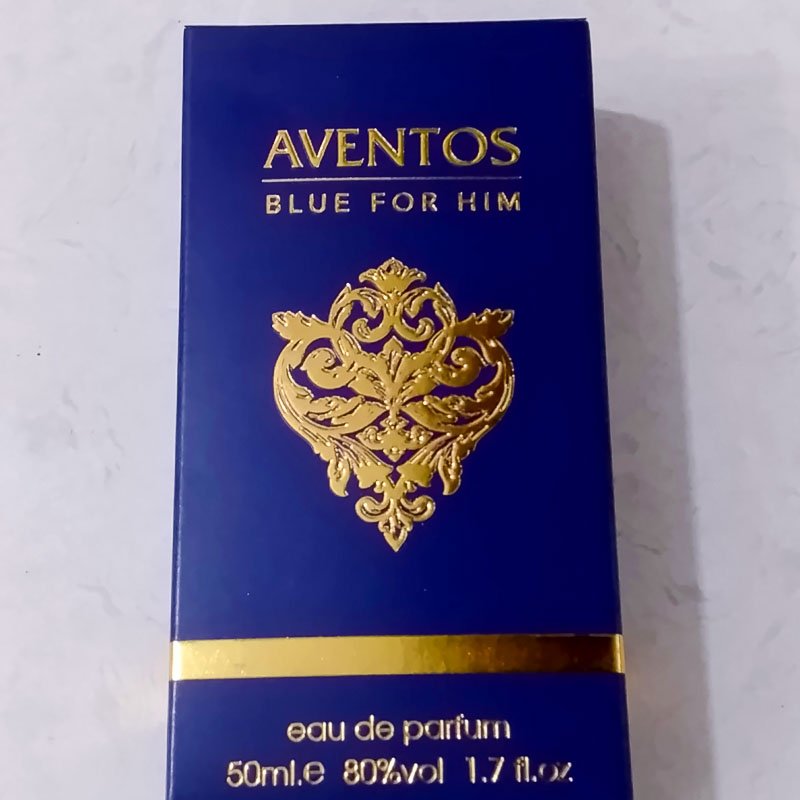 AVENTOS
BLUE FOR HIM
eau de parfum
50ml.e 80%vol 1.7 fl.oz